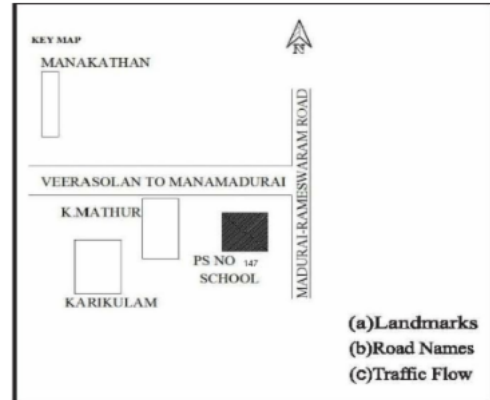 KEY MAP
MANAKATHAN
VEERASOLAN TO MANAMADURAI
MADURAI-RAMESWARAM ROAD
K.MATHUR
PS NO 147
SCHOOL
KARIKULAM
(a)Landmarks
(b)Road Names
(c)Traffic Flow